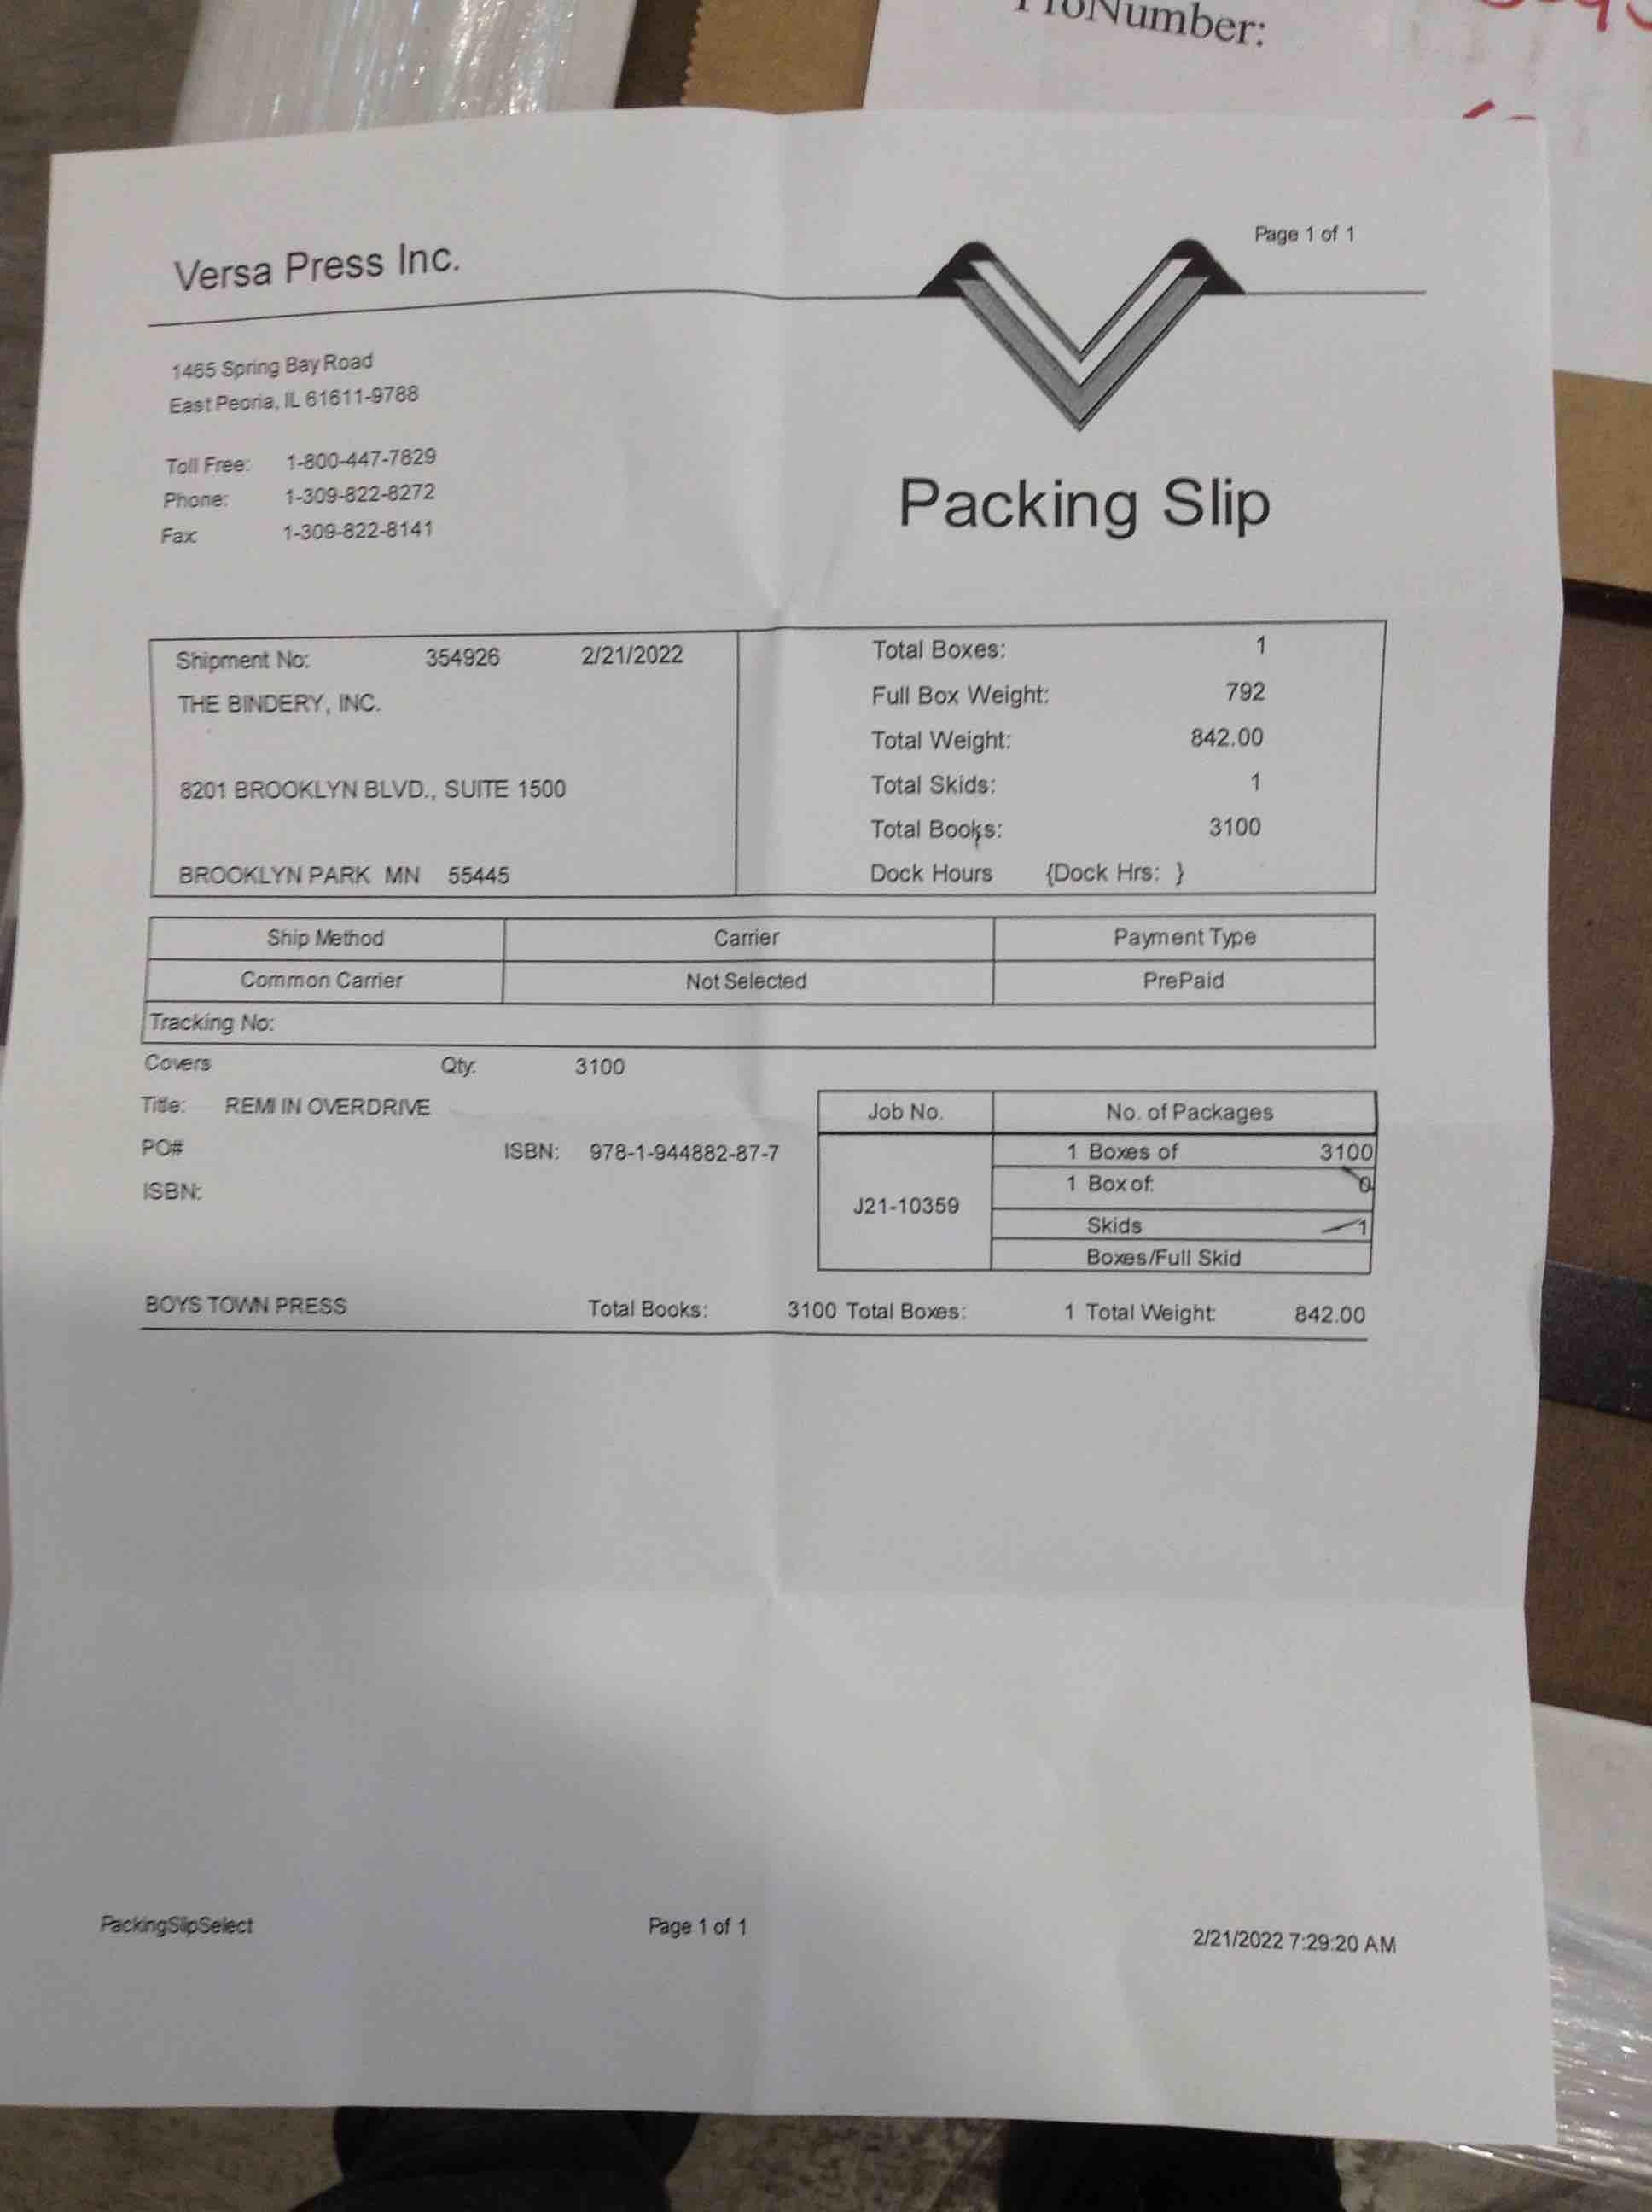 Number:
Page 1 of 1
Versa Press Inc.
1465 Spring Bay Road
East Peoria, IL 61611-9788
Toll Free: 1-800-447-7829
Phone: 1-309-822-8272
Fax: 1-309-822-8141
Packing Slip
Shipment No: 354926 2/21/2022
THE BINDERY, INC.
8201 BROOKLYN BLVD., SUITE 1500
BROOKLYN PARK MN 55445
Total Boxes: 1
Full Box Weight: 792
Total Weight: 842.00
Total Skids: 1
Total Books: 3100
Dock Hours {Dock Hrs: }
Ship Method Carrier Payment Type
Common Carrier Not Selected PrePaid
Tracking No:
Covers Qty: 3100
Title: REMI IN OVERDRIVE
PO# ISBN: 978-1-944882-87-7
ISBN:
Job No. No. of Packages
J21-10359
1 Boxes of 3100
1 Box of: 0
Skids 1
Boxes/Full Skid
BOYS TOWN PRESS Total Books: 3100 Total Boxes: 1 Total Weight: 842.00
PackingSlipSelect Page 1 of 1 2/21/2022 7:29:20 AM